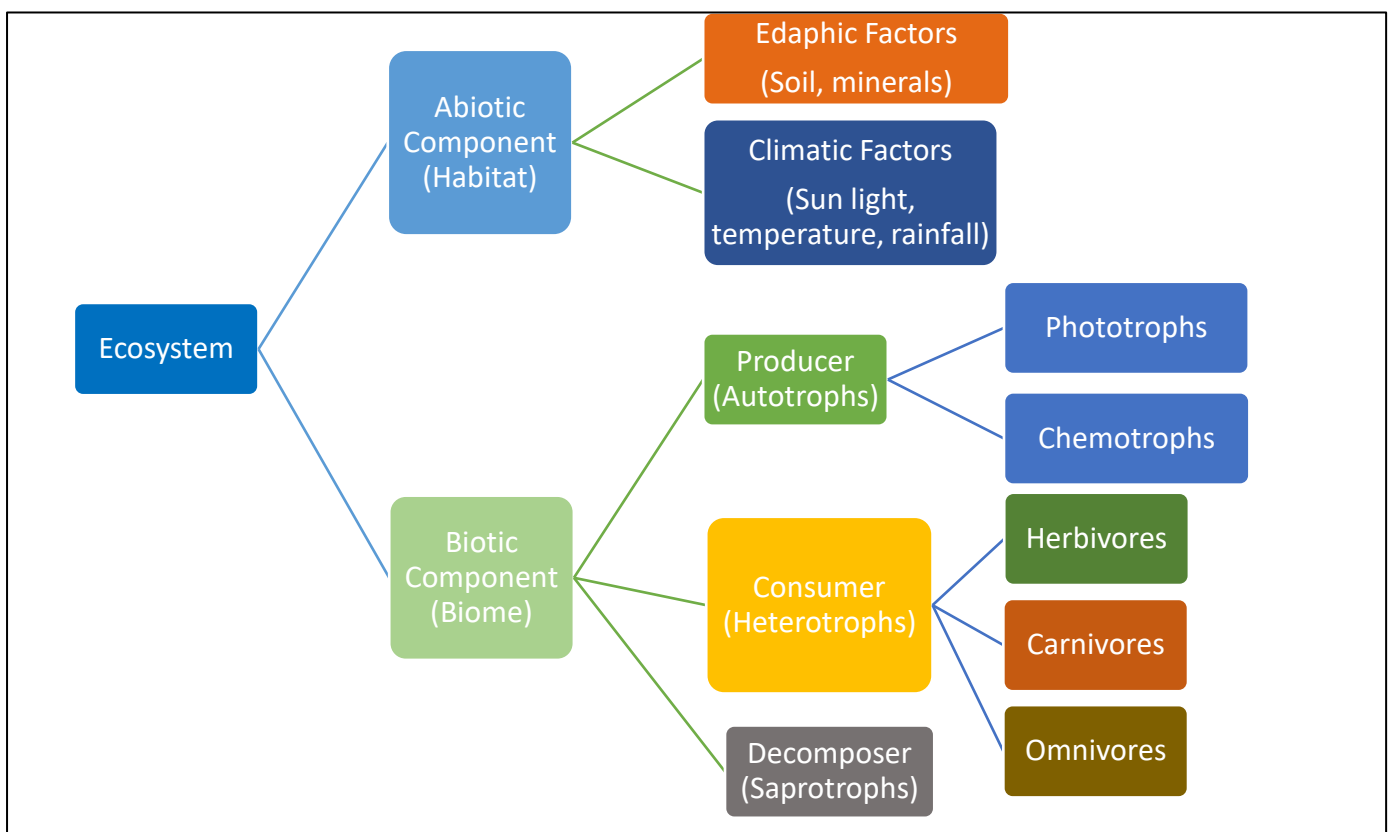 Ecosystem
Abiotic
Component
(Habitat)
Edaphic Factors
(Soil, minerals)
Climatic Factors
(Sun light,
temperature, rainfall)
Biotic
Component
(Biome)
Producer
(Autotrophs)
Phototrophs
Chemotrophs
Consumer
(Heterotrophs)
Herbivores
Carnivores
Omnivores
Decomposer
(Saprotrophs)